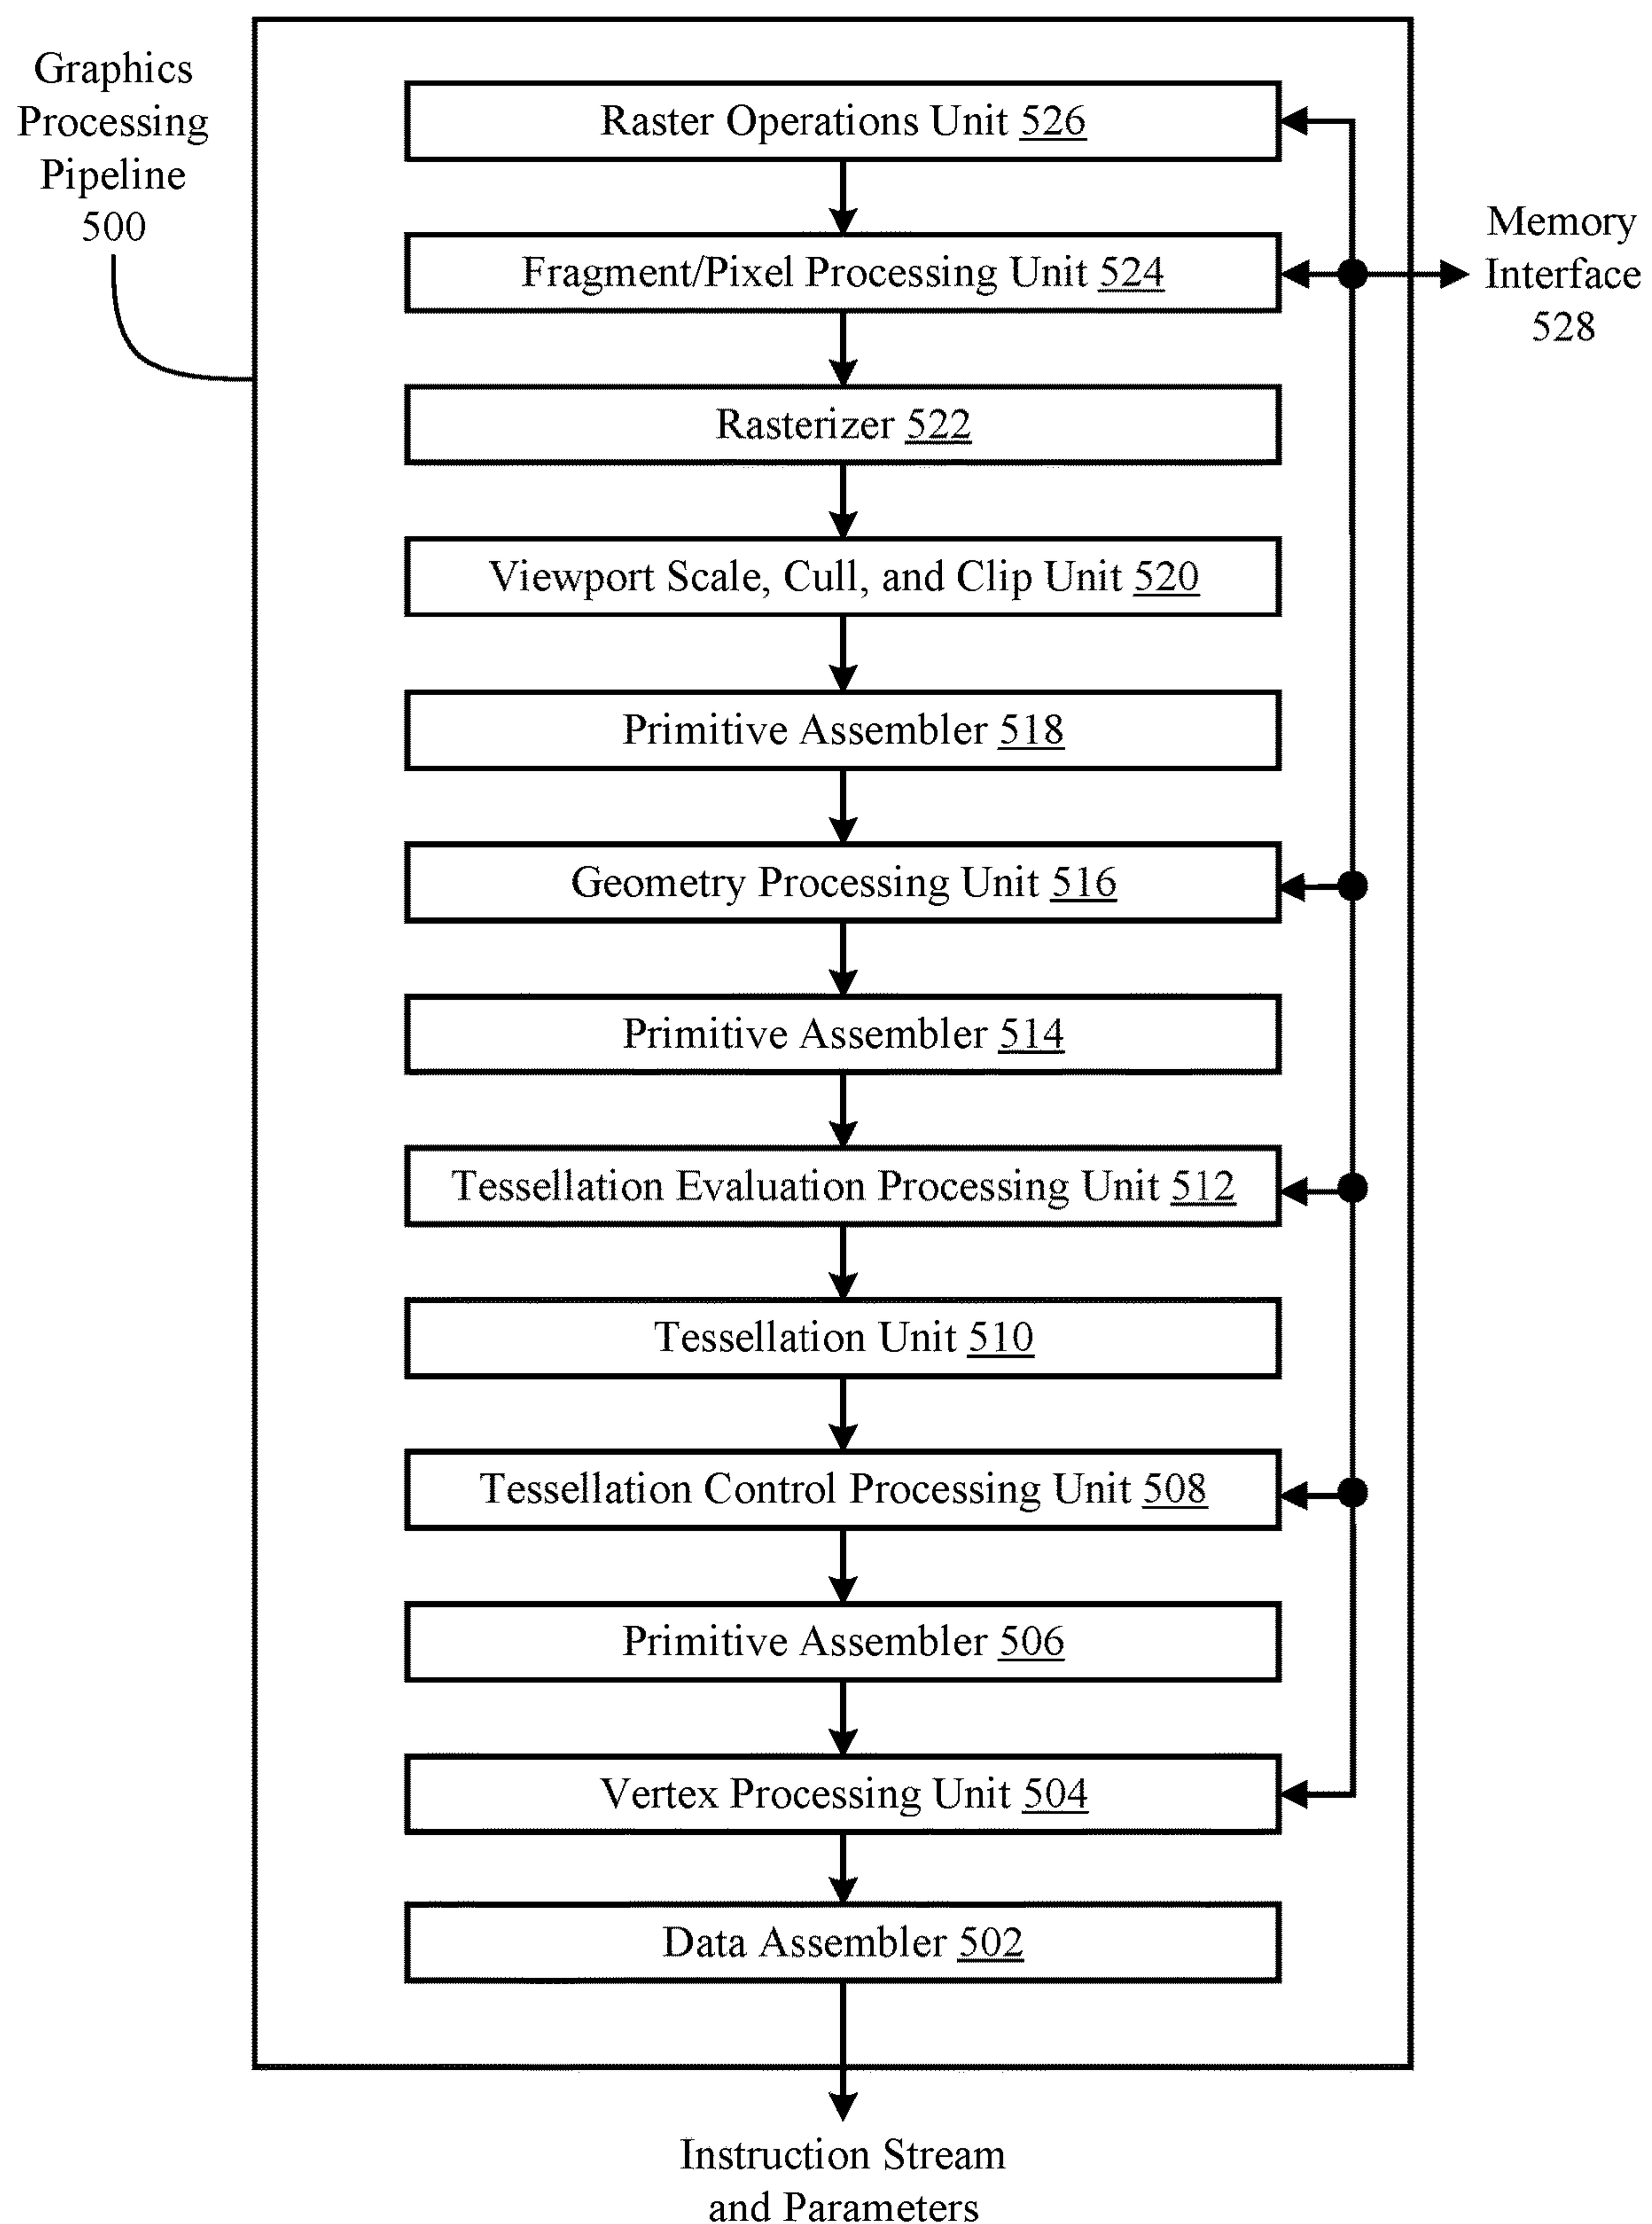 Graphics
Processing
Pipeline
500
Raster Operations Unit 526
Fragment/Pixel Processing Unit 524
Memory
Interface
528
Rasterizer 522
Viewport Scale, Cull, and Clip Unit 520
Primitive Assembler 518
Geometry Processing Unit 516
Primitive Assembler 514
Tessellation Evaluation Processing Unit 512
Tessellation Unit 510
Tessellation Control Processing Unit 508
Primitive Assembler 506
Vertex Processing Unit 504
Data Assembler 502
Instruction Stream
and Parameters